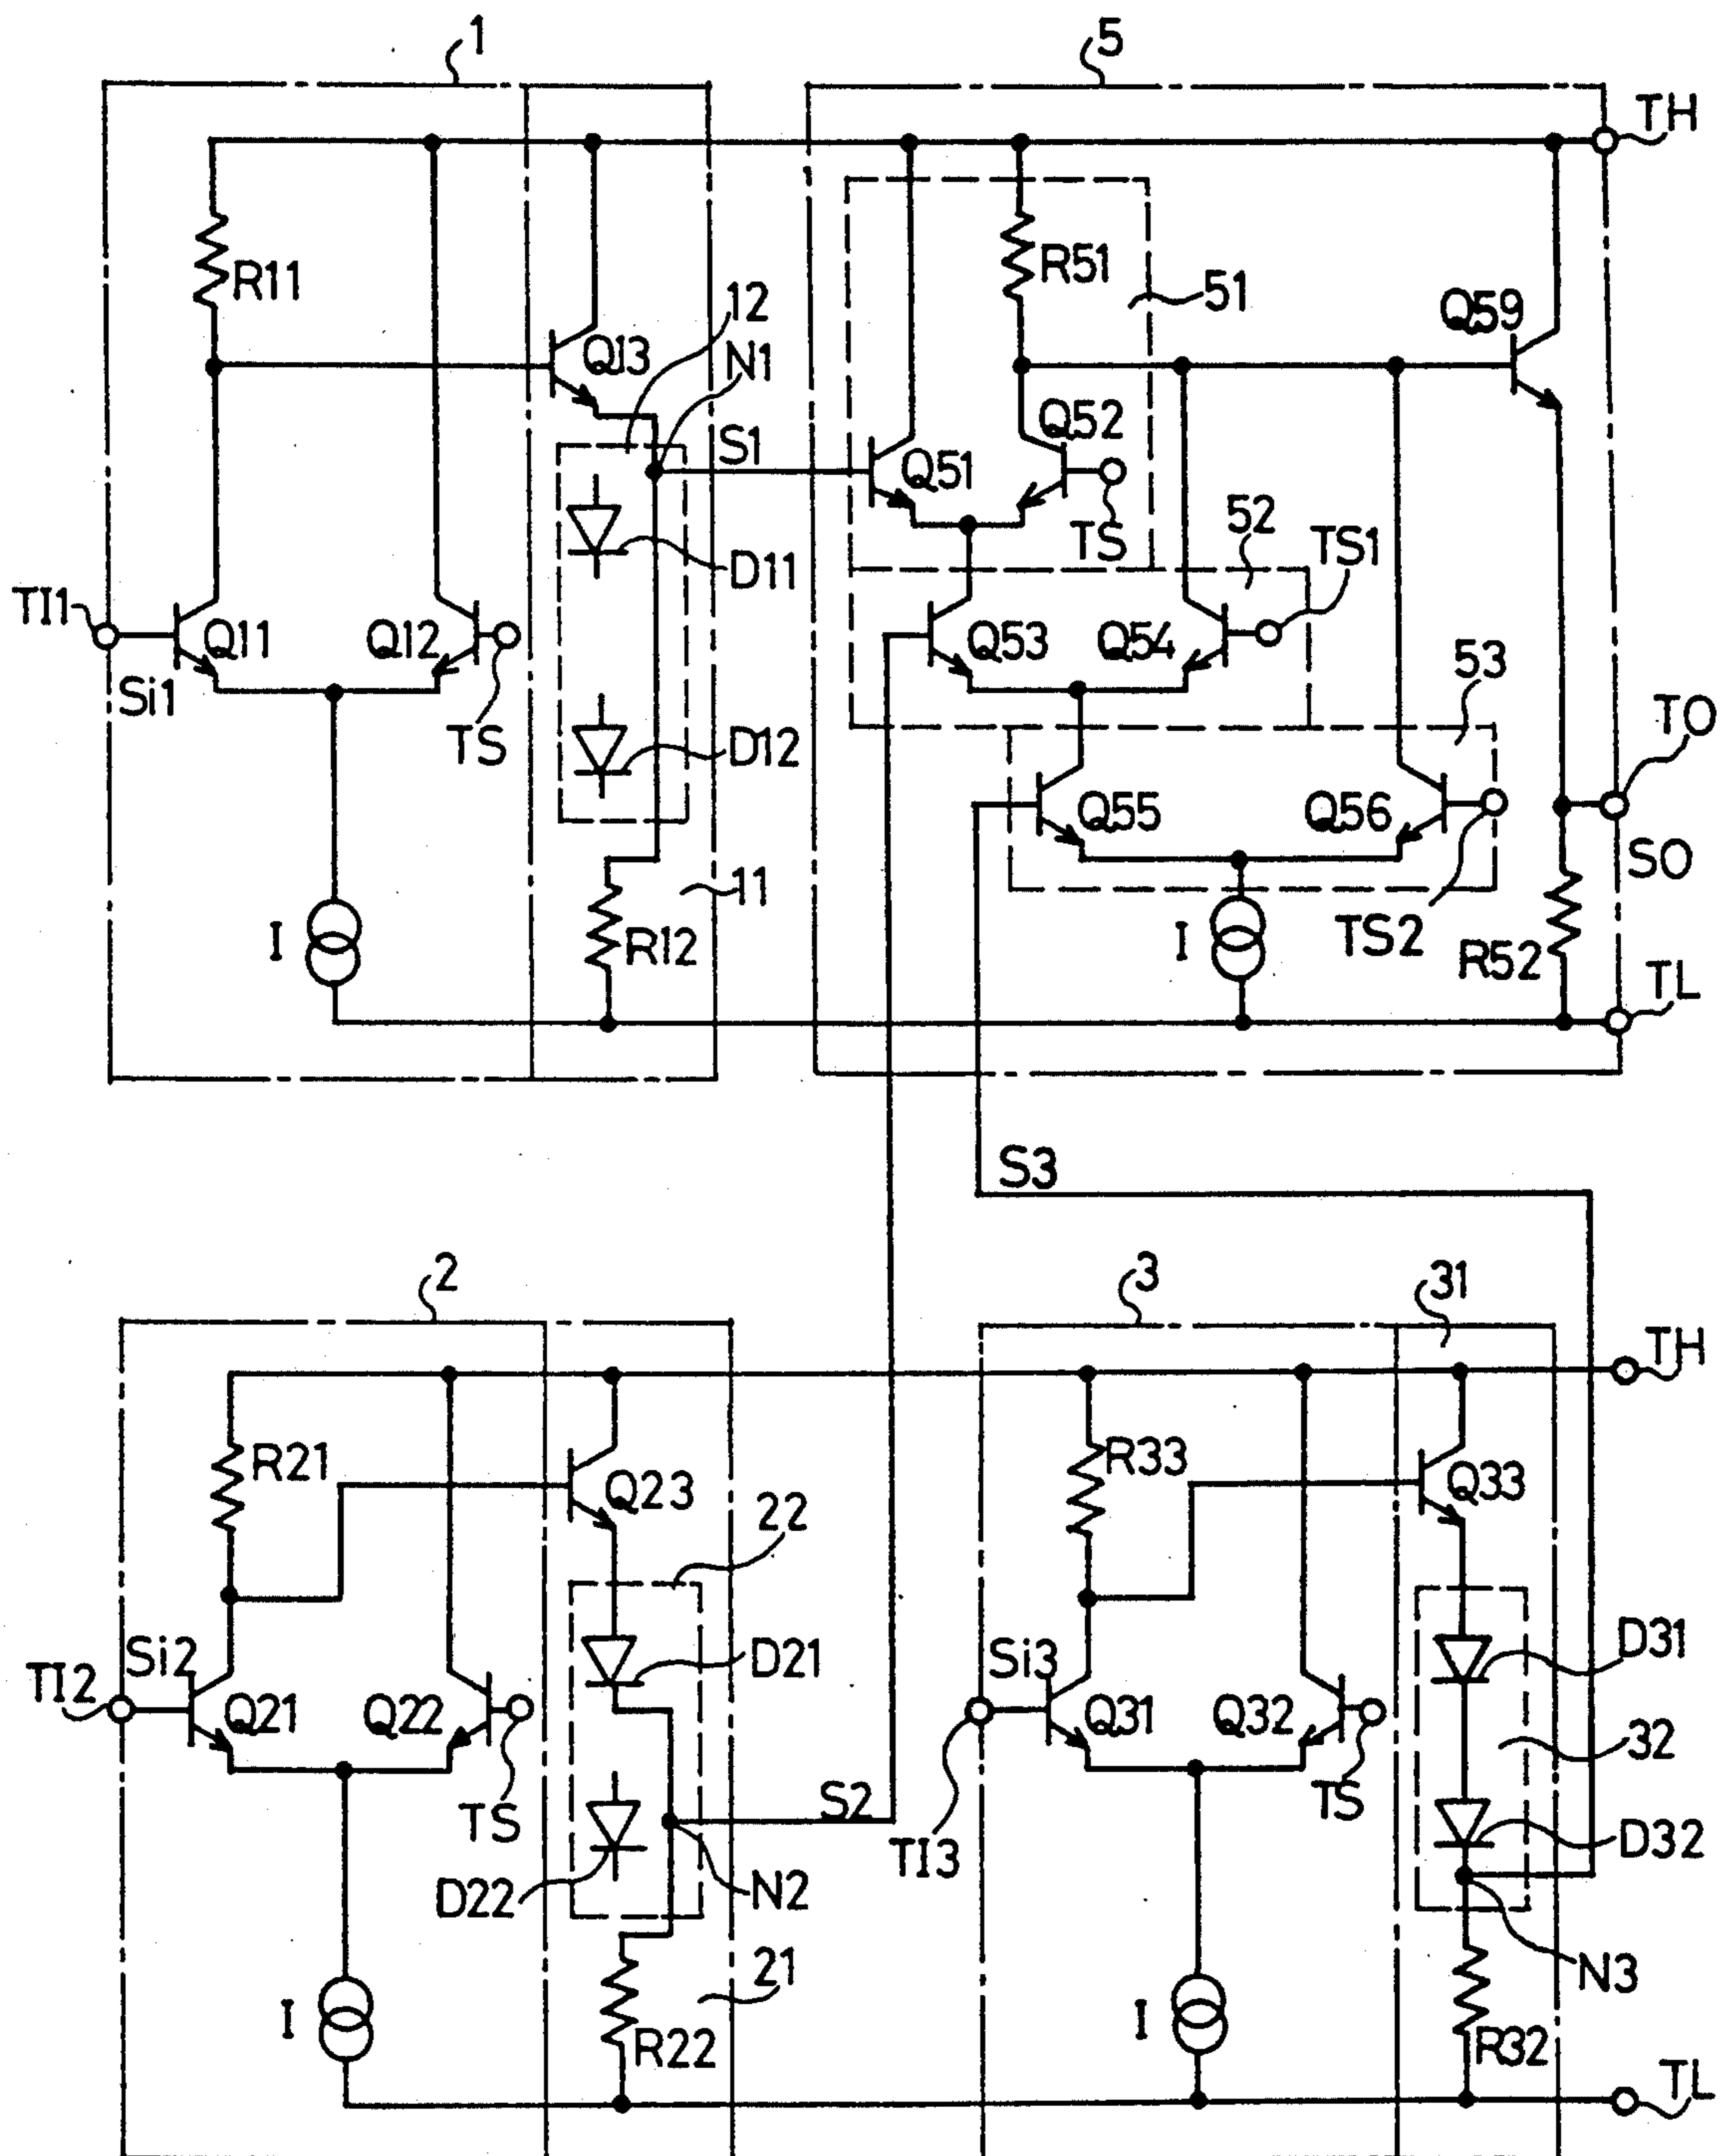 1
5
TH
R11
R51
51
Q59
12
N1
Q13
Q52
S1
Q51
TS
52
TS1
D11
TI1
Q11
Q12
Q53
Q54
53
Si1
TS
D12
TO
Q55
Q56
SO
11
I
R12
I
TS2
R52
TL
S3
2
3
31
TH
R21
Q23
R33
Q33
22
Si2
D21
Si3
D31
TI2
Q21
Q22
Q31
Q32
32
TS
S2
TS
TI3
D32
D22
N2
N3
21
I
R22
I
R32
TL